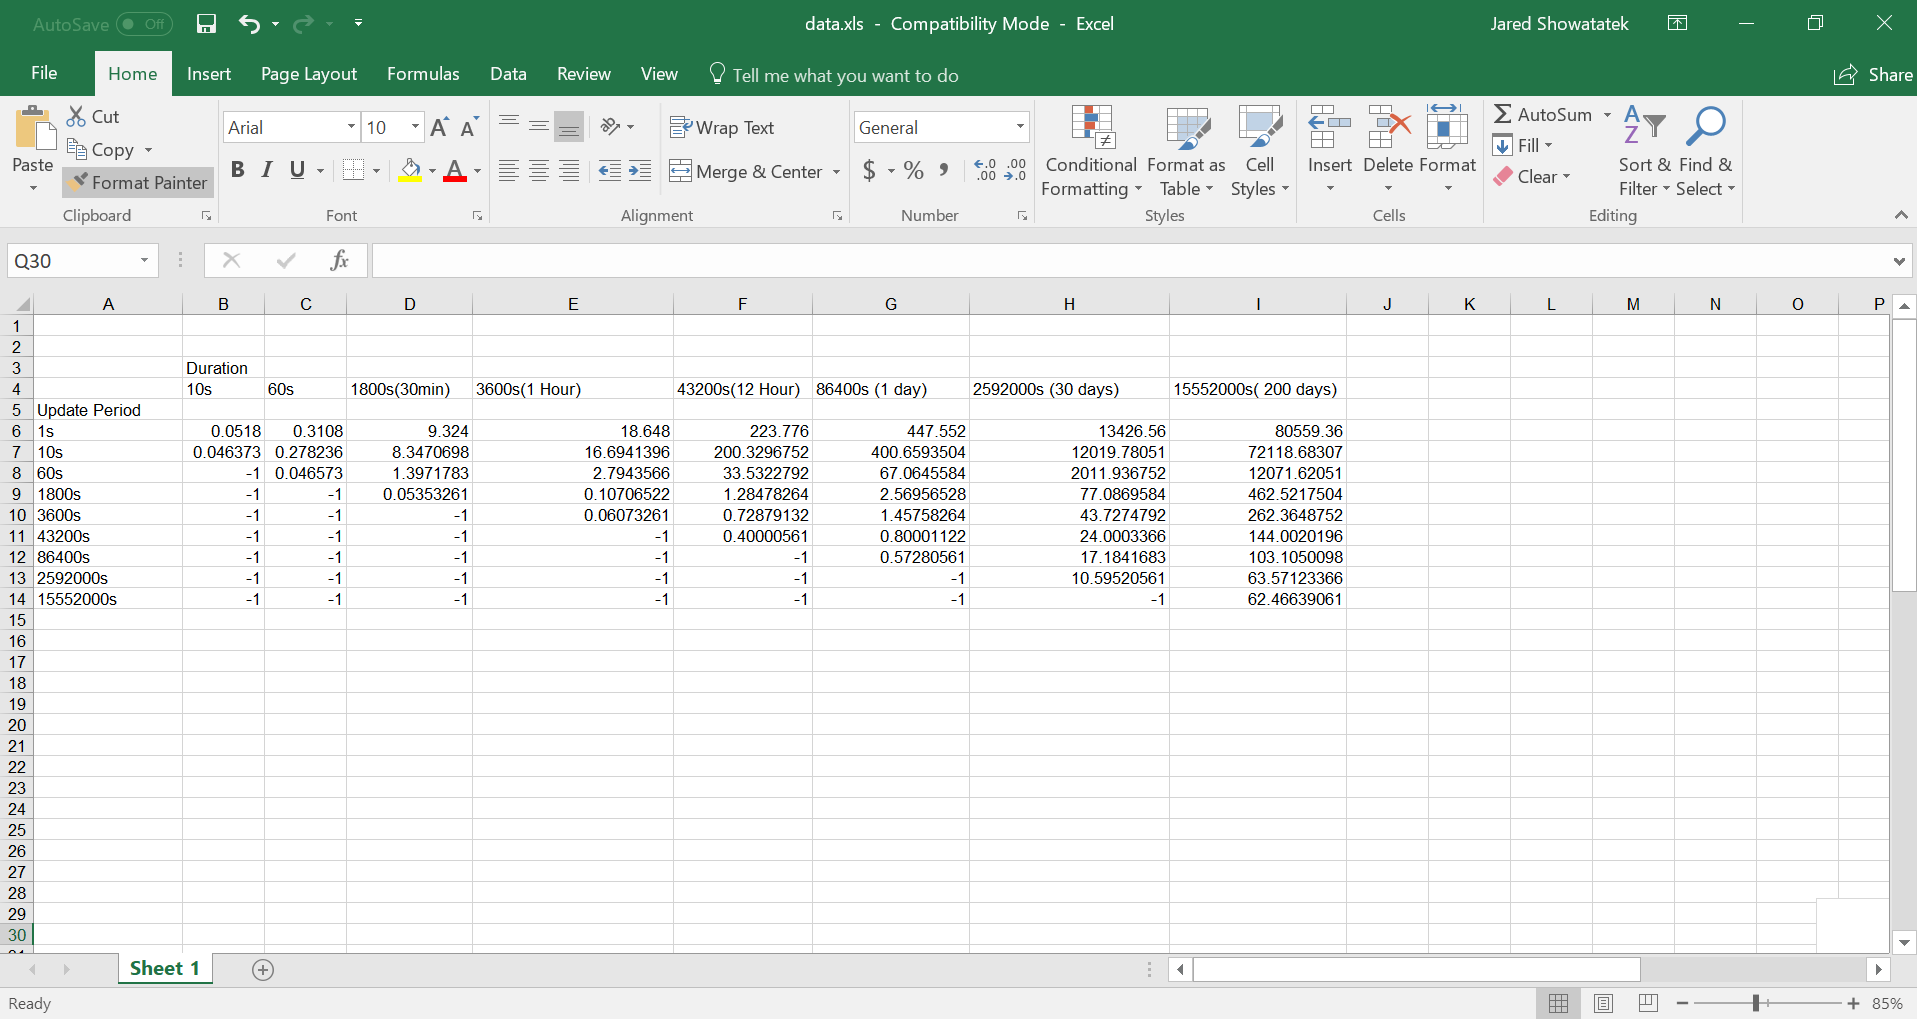 AutoSave Off data.xls - Compatibility Mode - Excel Jared Showatatek
File Home Insert Page Layout Formulas Data Review View Tell me what you want to do Share
Paste Cut Copy Format Painter
Arial 10
B I U A
Wrap Text
Merge & Center
General
$ % , .0 .00 .00 .0
Conditional Formatting Format as Table Cell Styles
Insert Delete Format
AutoSum
Fill
Clear
Sort & Filter Find & Select
Clipboard Font Alignment Number Styles Cells Editing
Q30 fx
A B C D E F G H I J K L M N O P
1
2
3 Duration
4 10s 60s 1800s(30min) 3600s(1 Hour) 43200s(12 Hour) 86400s (1 day) 2592000s (30 days) 15552000s( 200 days)
5 Update Period
6 1s 0.0518 0.3108 9.324 18.648 223.776 447.552 13426.56 80559.36
7 10s 0.046373 0.278236 8.3470698 16.6941396 200.3296752 400.6593504 12019.78051 72118.68307
8 60s -1 0.046573 1.3971783 2.7943566 33.5322792 67.0645584 2011.936752 12071.62051
9 1800s -1 -1 0.05353261 0.10706522 1.28478264 2.56956528 77.0869584 462.5217504
10 3600s -1 -1 -1 0.06073261 0.72879132 1.45758264 43.7274792 262.3648752
11 43200s -1 -1 -1 -1 0.40000561 0.80001122 24.0003366 144.0020196
12 86400s -1 -1 -1 -1 -1 0.57280561 17.1841683 103.1050098
13 2592000s -1 -1 -1 -1 -1 -1 10.59520561 63.57123366
14 15552000s -1 -1 -1 -1 -1 -1 -1 62.46639061
15
16
17
18
19
20
21
22
23
24
25
26
27
28
29
30
Sheet 1
Ready 85%